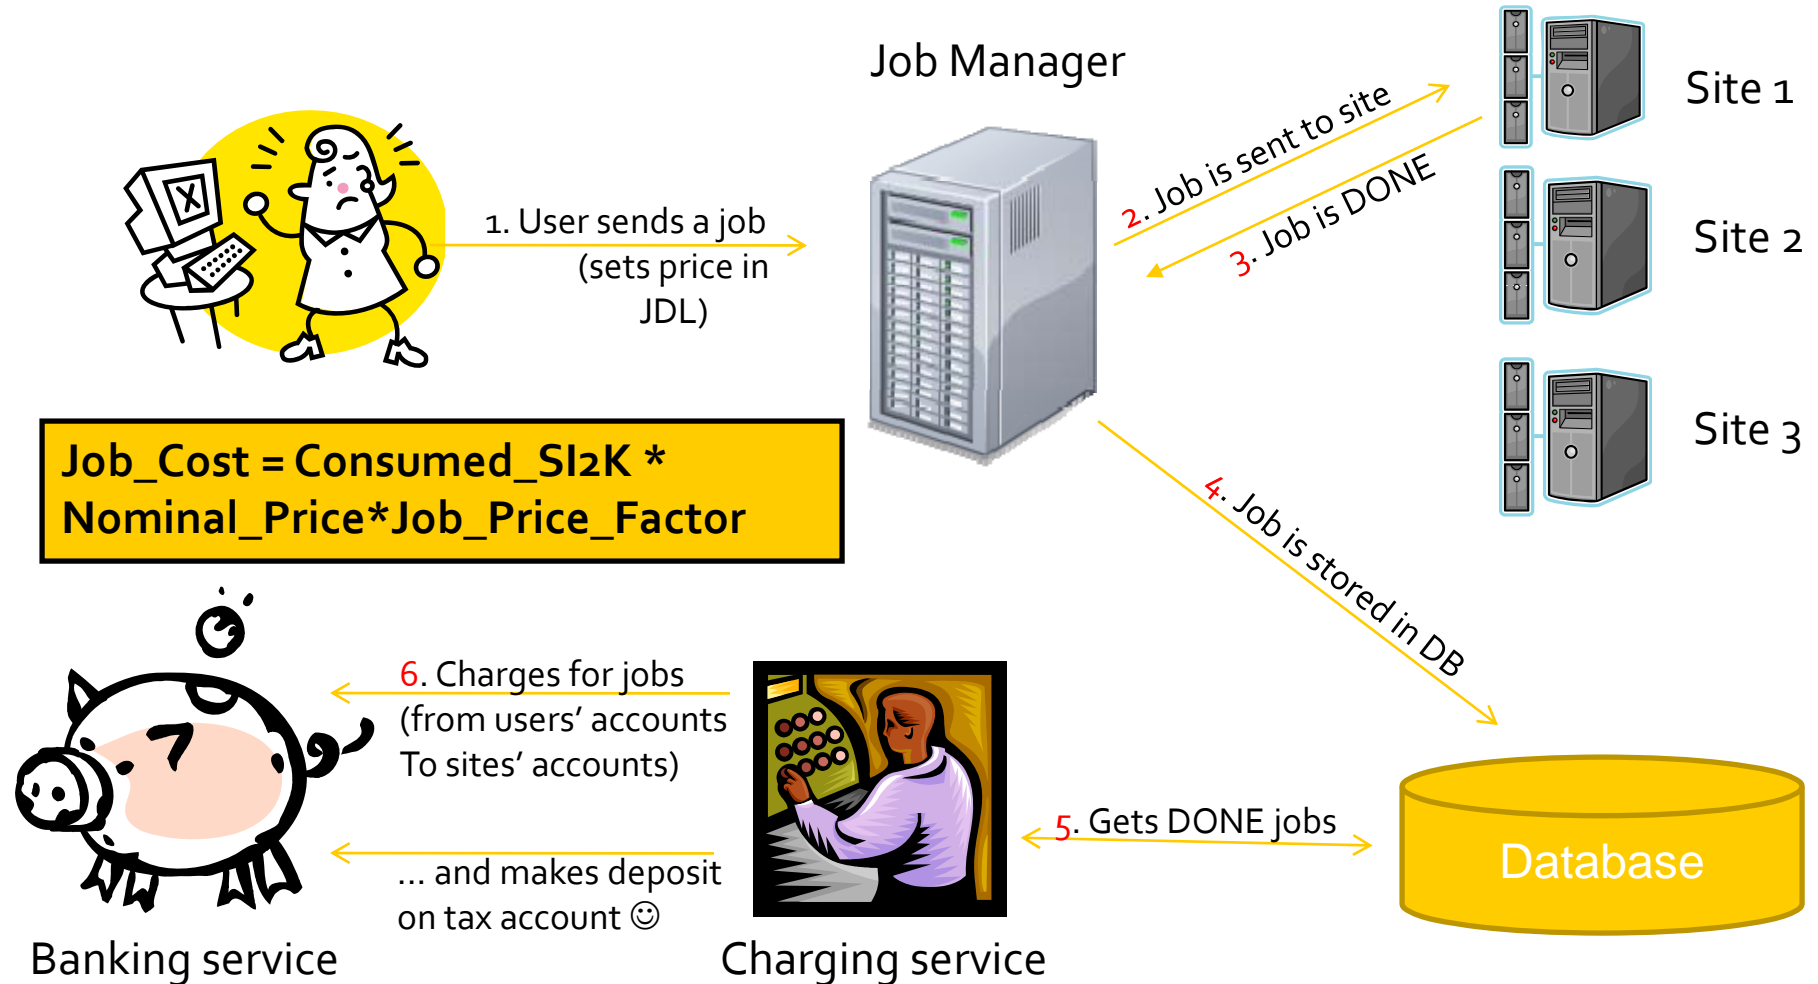 Job Manager
Site 1
2. Job is sent to site
3. Job is DONE
1. User sends a job
(sets price in
JDL)
Site 2
Site 3
Job_Cost = Consumed_SI2K *
Nominal_Price*Job_Price_Factor
4. Job is stored in DB
6. Charges for jobs
(from users’ accounts
To sites’ accounts)
5. Gets DONE jobs
Database
... and makes deposit
on tax account ☺
Banking service
Charging service